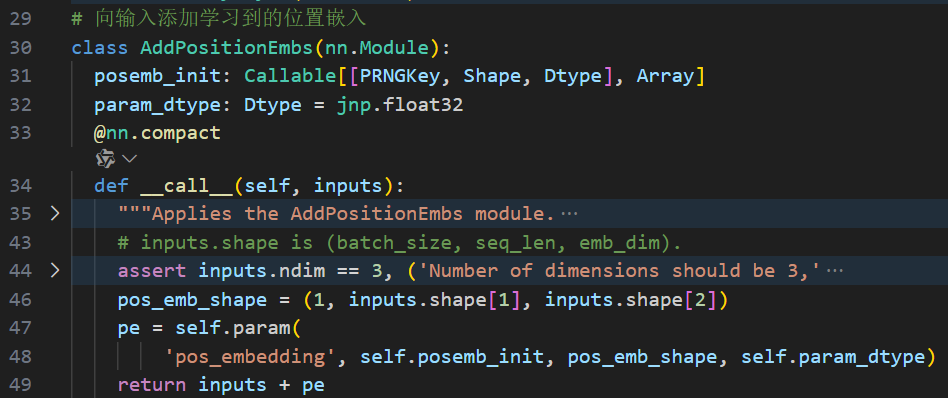 29 # 向输入添加学习到的位置嵌入
30 class AddPositionEmbs(nn.Module):
31 posemb_init: Callable[[PRNGKey, Shape, Dtype], Array]
32 param_dtype: Dtype = jnp.float32
33 @nn.compact
34 def __call__(self, inputs):
35 """Applies the AddPositionEmbs module.…
43 # inputs.shape is (batch_size, seq_len, emb_dim).
44 assert inputs.ndim == 3, ('Number of dimensions should be 3,'…
46 pos_emb_shape = (1, inputs.shape[1], inputs.shape[2])
47 pe = self.param(
48 'pos_embedding', self.posemb_init, pos_emb_shape, self.param_dtype)
49 return inputs + pe